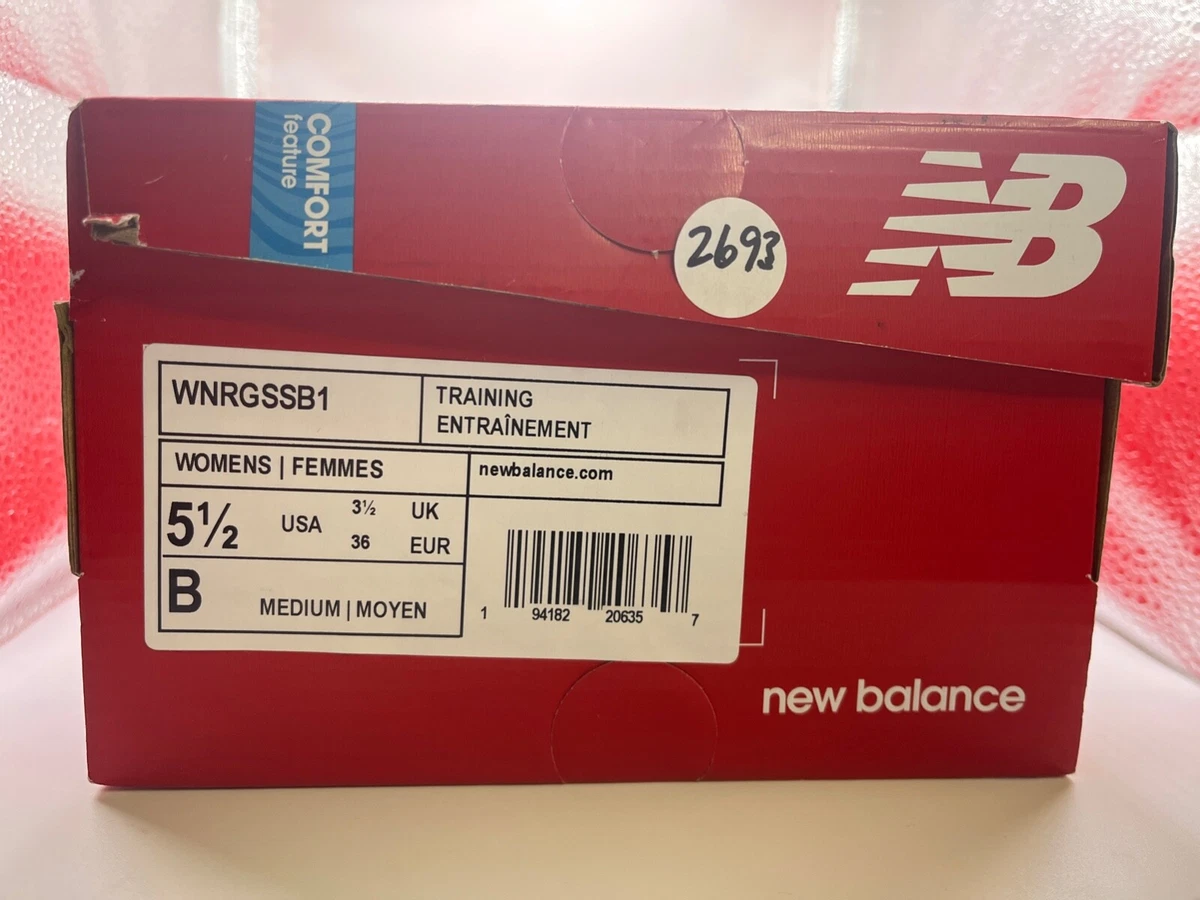 COMFORT
feature
2693
NB
WNRGSSB1
TRAINING
ENTRAÎNEMENT
WOMENS | FEMMES
newbalance.com
5½ USA 3½ UK
36 EUR
B MEDIUM | MOYEN
1 94182 20635 7
new balance